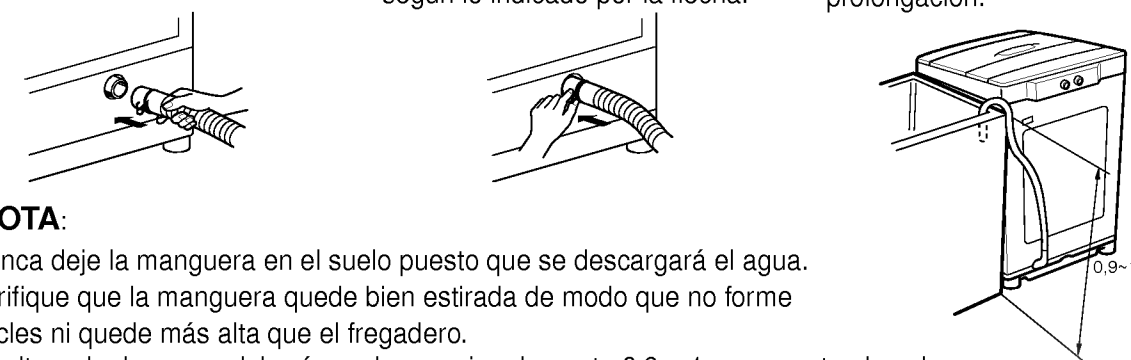 según lo indicado por la flecha.
prolongación.
OTA:
nca deje la manguera en el suelo puesto que se descargará el agua.
rifique que la manguera quede bien estirada de modo que no forme
cles ni quede más alta que el fregadero.
0,9~